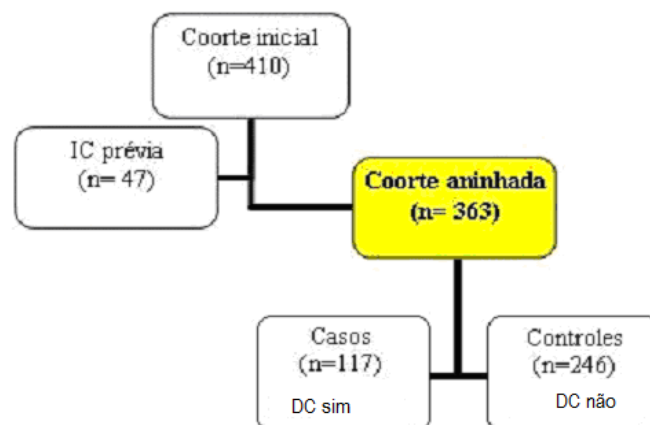 Coorte inicial
(n=410)
IC prévia
(n= 47)
Coorte aninhada
(n= 363)
Casos
(n=117)
DC sim
Controles
(n=246)
DC não